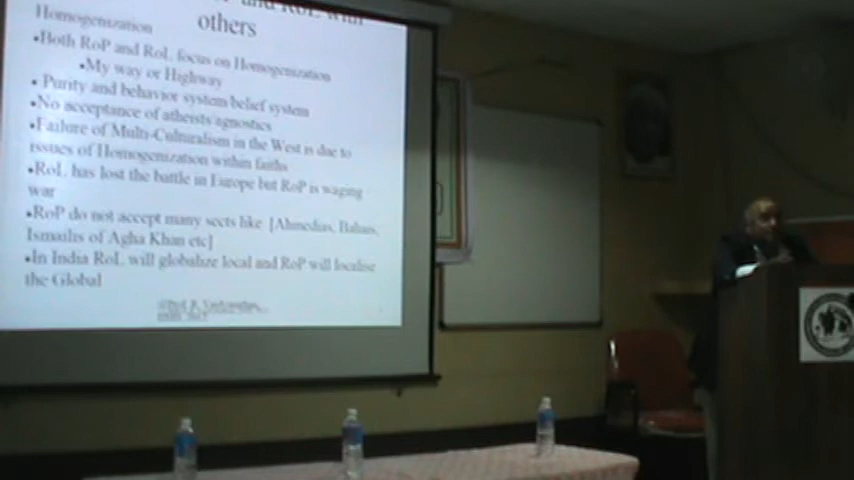 and RoL with
others
Homogenization
•Both RoP and RoL focus on Homogenization
•My way or Highway
• Purity and behavior system belief system
•No acceptance of atheists agnostics
•Failure of Multi-Culturalism in the West is due to
issues of Homogenization within faiths
•RoL has lost the battle in Europe but RoP is waging
war
•RoP do not accept many sects like [Ahmedias, Bahais,
Ismailis of Agha Khan etc]
•In India RoL will globalize local and RoP will localise
the Global